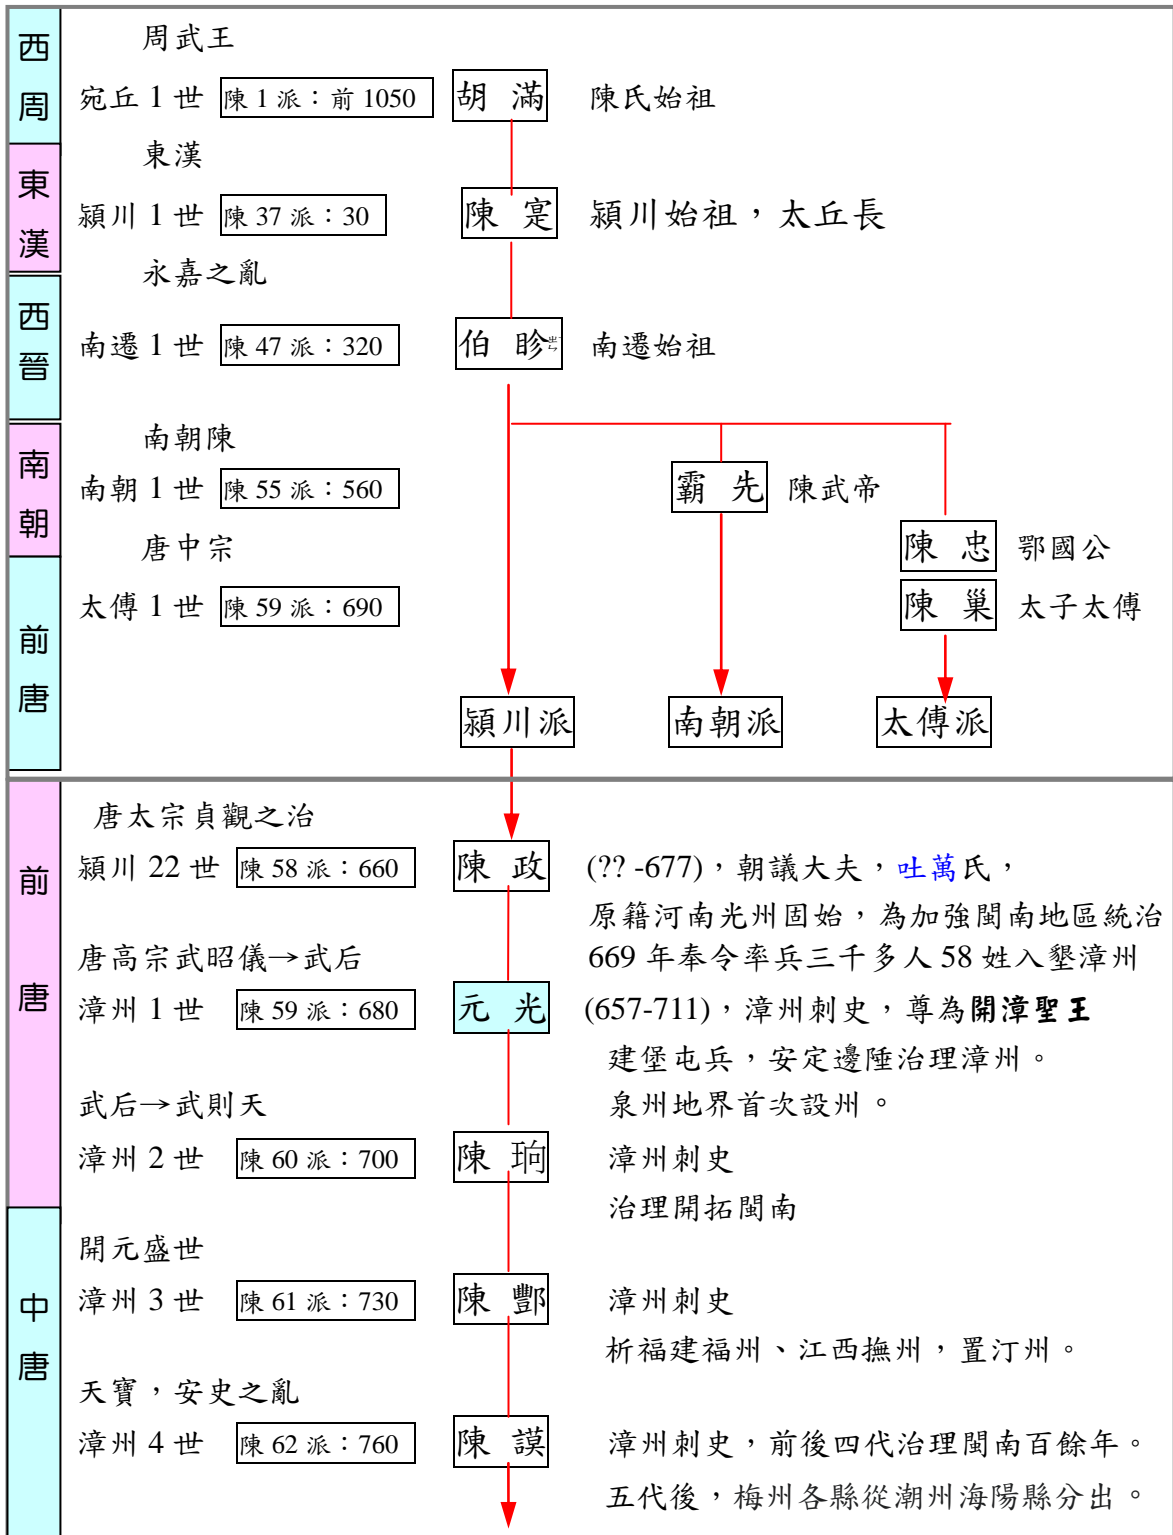 西周
周武王
宛丘 1 世 陳 1 派：前 1050 胡 滿 陳氏始祖
東漢
東漢
潁川 1 世 陳 37 派：30 陳 寔 潁川始祖，太丘長
永嘉之亂
西晉
南遷 1 世 陳 47 派：320 伯 眕 南遷始祖
南朝
南朝陳
南朝 1 世 陳 55 派：560 霸 先 陳武帝
唐中宗
陳 忠 鄂國公
前唐
太傅 1 世 陳 59 派：690 陳 巢 太子太傅
潁川派 南朝派 太傅派
前唐
唐太宗貞觀之治
潁川 22 世 陳 58 派：660 陳 政 (?? -677)，朝議大夫，吐萬氏，
原籍河南光州固始，為加強閩南地區統治
唐高宗武昭儀→武后 669 年奉令率兵三千多人 58 姓入墾漳州
漳州 1 世 陳 59 派：680 元 光 (657-711)，漳州刺史，尊為開漳聖王
建堡屯兵，安定邊陲治理漳州。
武后→武則天 泉州地界首次設州。
漳州 2 世 陳 60 派：700 陳 珦 漳州刺史
治理開拓閩南
中唐
開元盛世
漳州 3 世 陳 61 派：730 陳 酆 漳州刺史
析福建福州、江西撫州，置汀州。
天寶，安史之亂
漳州 4 世 陳 62 派：760 陳 謨 漳州刺史，前後四代治理閩南百餘年。
五代後，梅州各縣從潮州海陽縣分出。